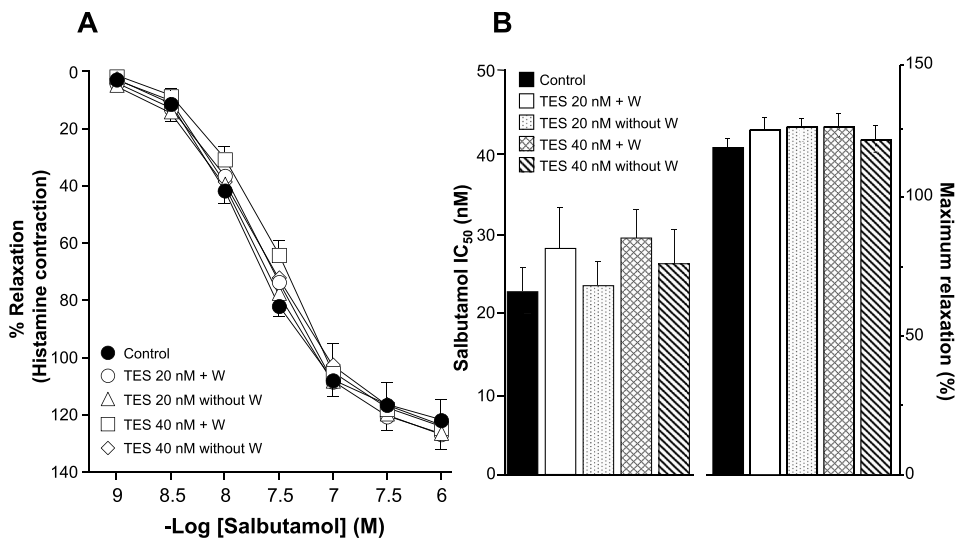 A
% Relaxation
(Histamine contraction)
0
20
40
60
80
100
120
140
Control
TES 20 nM + W
TES 20 nM without W
TES 40 nM + W
TES 40 nM without W
9
8.5
8
7.5
7
7.5
6
-Log [Salbutamol] (M)
B
Salbutamol IC50 (nM)
50
40
30
20
10
0
Control
TES 20 nM + W
TES 20 nM without W
TES 40 nM + W
TES 40 nM without W
150
100
50
0
Maximum relaxation (%)